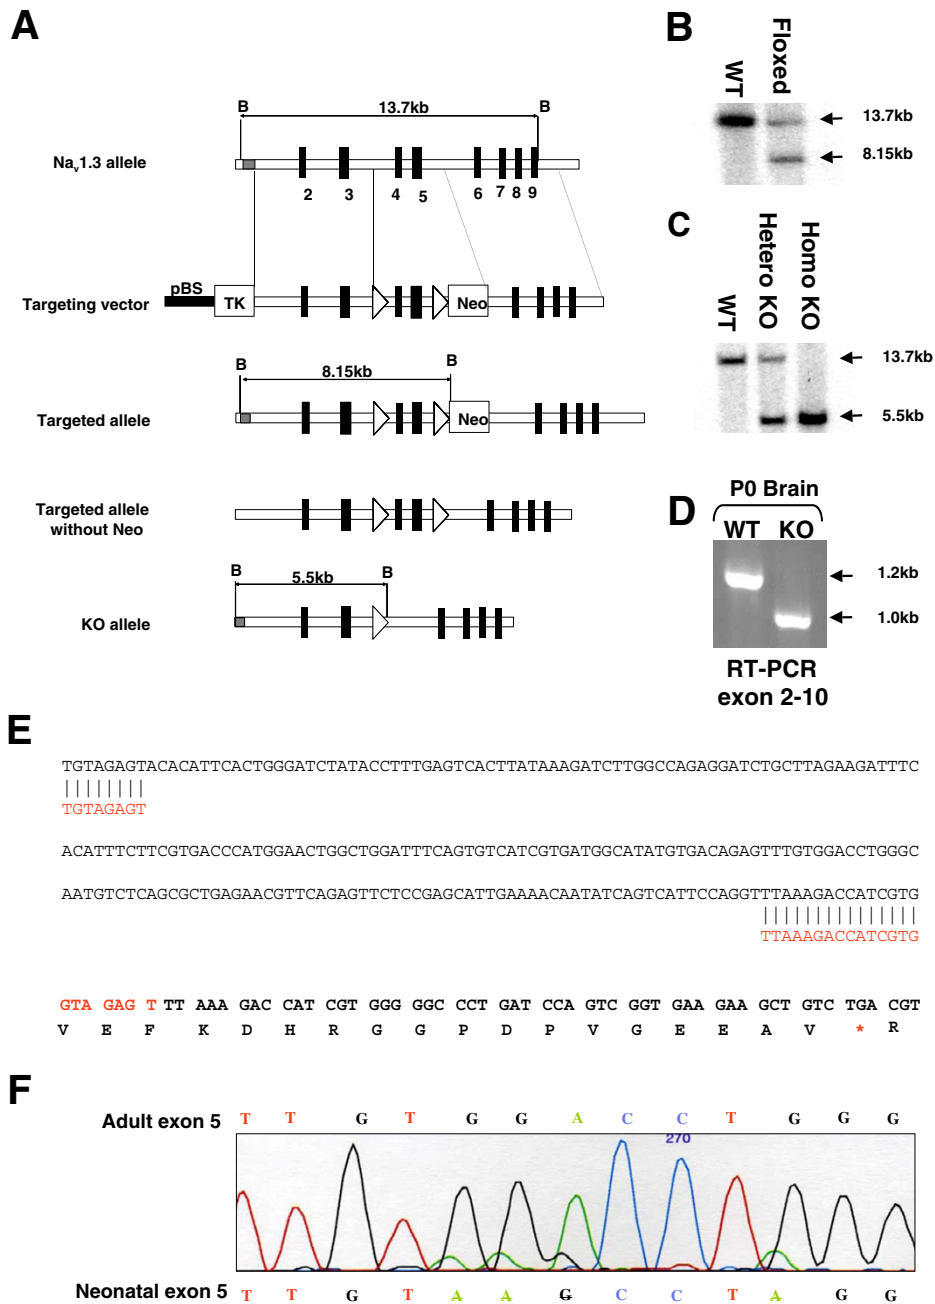 A
B 13.7kb B
Nav1.3 allele
2 3 4 5 6 7 8 9
pBS
Targeting vector TK Neo
B 8.15kb B
Targeted allele Neo
Targeted allele
without Neo
B 5.5kb B
KO allele
B
WT Floxed
13.7kb
8.15kb
C
WT Hetero KO Homo KO
13.7kb
5.5kb
D
P0 Brain
WT KO
1.2kb
1.0kb
RT-PCR
exon 2-10
E
TGTAGAGTACACATTCACTGGGATCTATACCTTTGAGTCACTTATAAAGATCTTGGCCAGAGGATCTGCTTAGAAGATTTC
TGTAGAGT
ACATTTCTTCGTGACCCATGGAACTGGCTGGATTTCAGTGTCATCGTGATGGCATATGTGACAGAGTTTGTGGACCTGGGC
AATGTCTCAGCGCTGAGAACGTTCAGAGTTCTCCGAGCATTGAAAACAATATCAGTCATTCCAGGTTTAAAGACCATCGTG
TTAAAGACCATCGTG
GTA GAG T TT AAA GAC CAT CGT GGG GGC CCT GAT CCA GTC GGT GAA GAA GCT GTC TGA CGT
V E F K D H R G G P D P V G E E A V * R
F
Adult exon 5 T T G T G G A C C T G G G
270
Neonatal exon 5 T T G T A A G C C T A G G